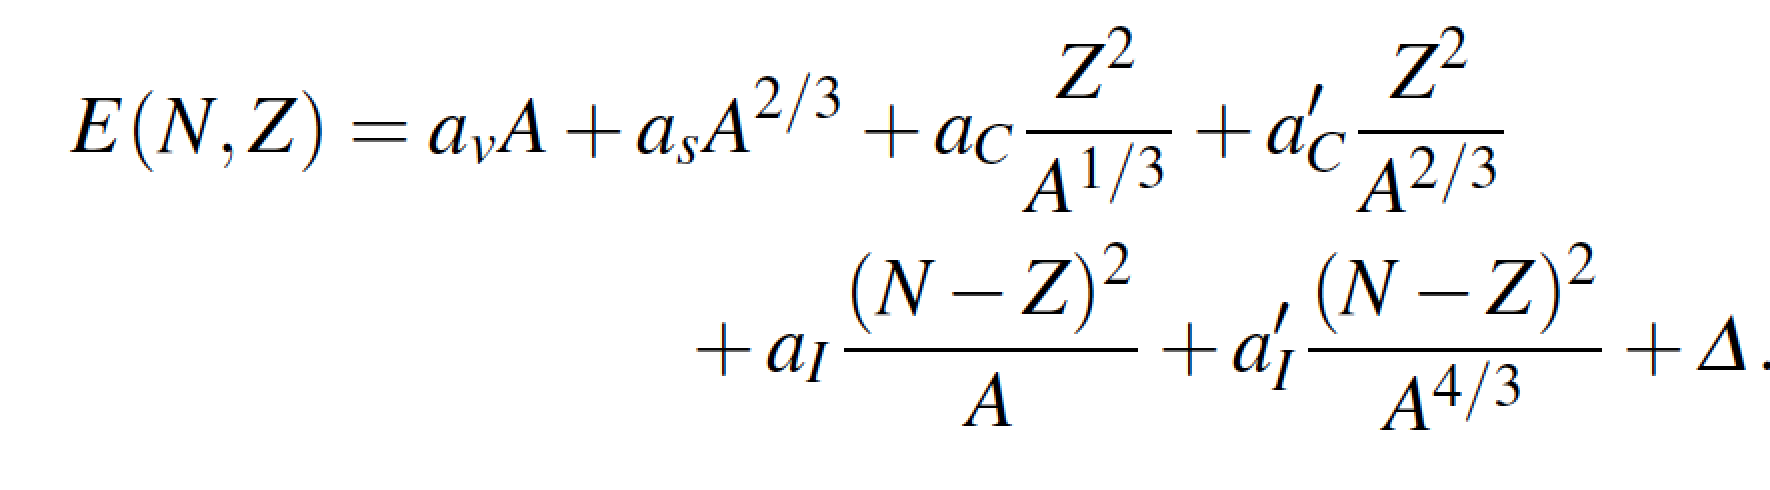 E(N,Z) = a_v A + a_s A^{2/3} + a_C \frac{Z^2}{A^{1/3}} + a'_C \frac{Z^2}{A^{2/3}}
+ a_I \frac{(N − Z)^2}{A} + a'_I \frac{(N − Z)^2}{A^{4/3}} + Δ.